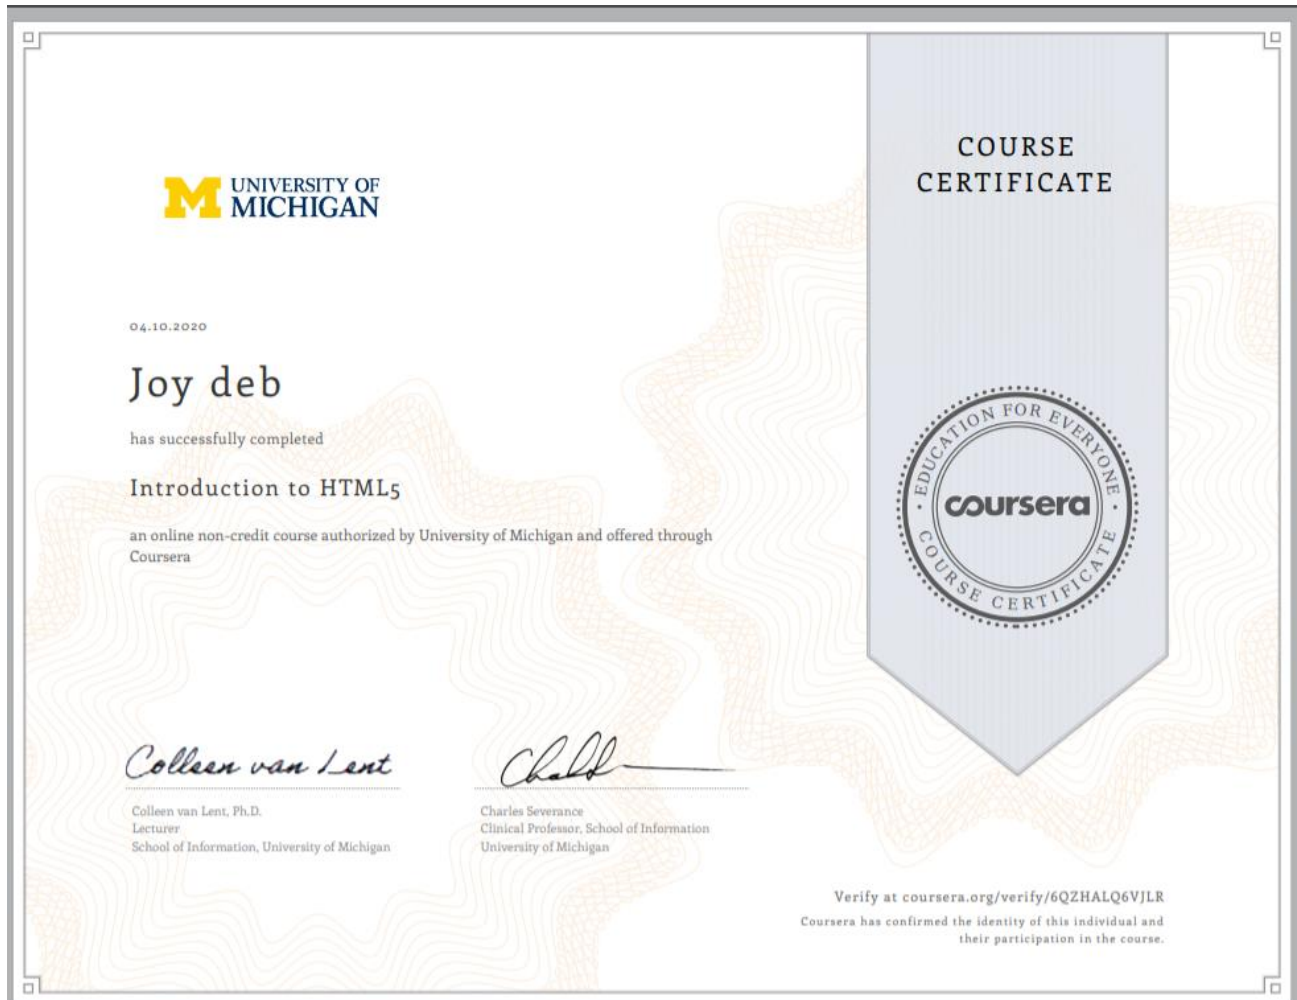 UNIVERSITY OF
MICHIGAN
COURSE
CERTIFICATE
04.10.2020
Joy deb
has successfully completed
Introduction to HTML5
an online non-credit course authorized by University of Michigan and offered through
Coursera
EDUCATION FOR EVERYONE
coursera
COURSE CERTIFICATE
Colleen van Lent
Colleen van Lent, Ph.D.
Lecturer
School of Information, University of Michigan
Charles Severance
Clinical Professor, School of Information
University of Michigan
Verify at coursera.org/verify/6QZHALQ6VJLR
Coursera has confirmed the identity of this individual and
their participation in the course.